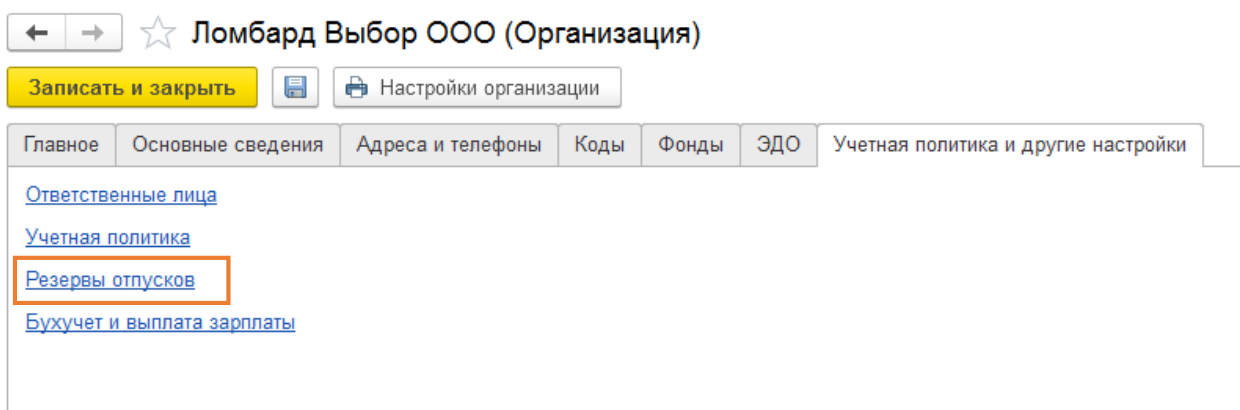 Ломбард Выбор ООО (Организация)
Записать и закрыть Настройки организации
Главное Основные сведения Адреса и телефоны Коды Фонды ЭДО Учетная политика и другие настройки
Ответственные лица
Учетная политика
Резервы отпусков
Бухучет и выплата зарплаты